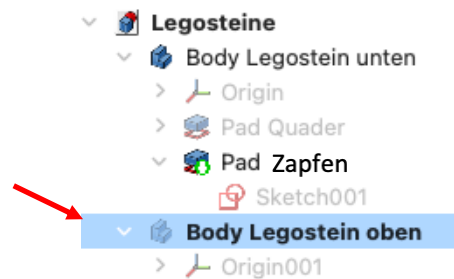 Legosteine
Body Legostein unten
Origin
Pad Quader
Pad Zapfen
Sketch001
Body Legostein oben
Origin001